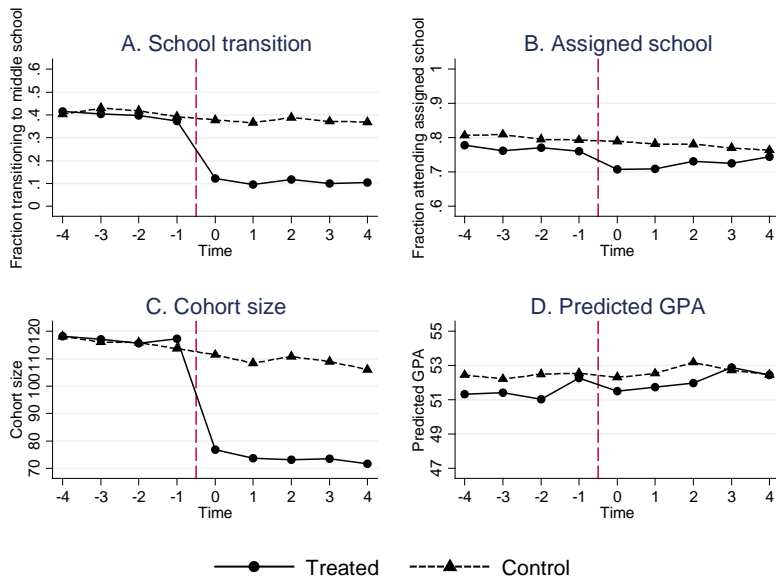 A. School transition
Fraction transitioning to middle school
0 .1 .2 .3 .4 .5 .6
-4 -3 -2 -1 0 1 2 3 4
Time
B. Assigned school
Fraction attending assigned school
.6 .7 .8 .9 1
-4 -3 -2 -1 0 1 2 3 4
Time
C. Cohort size
Cohort size
70 80 90 100 110 120
-4 -3 -2 -1 0 1 2 3 4
Time
D. Predicted GPA
Predicted GPA
47 49 51 53 55
-4 -3 -2 -1 0 1 2 3 4
Time
Treated Control